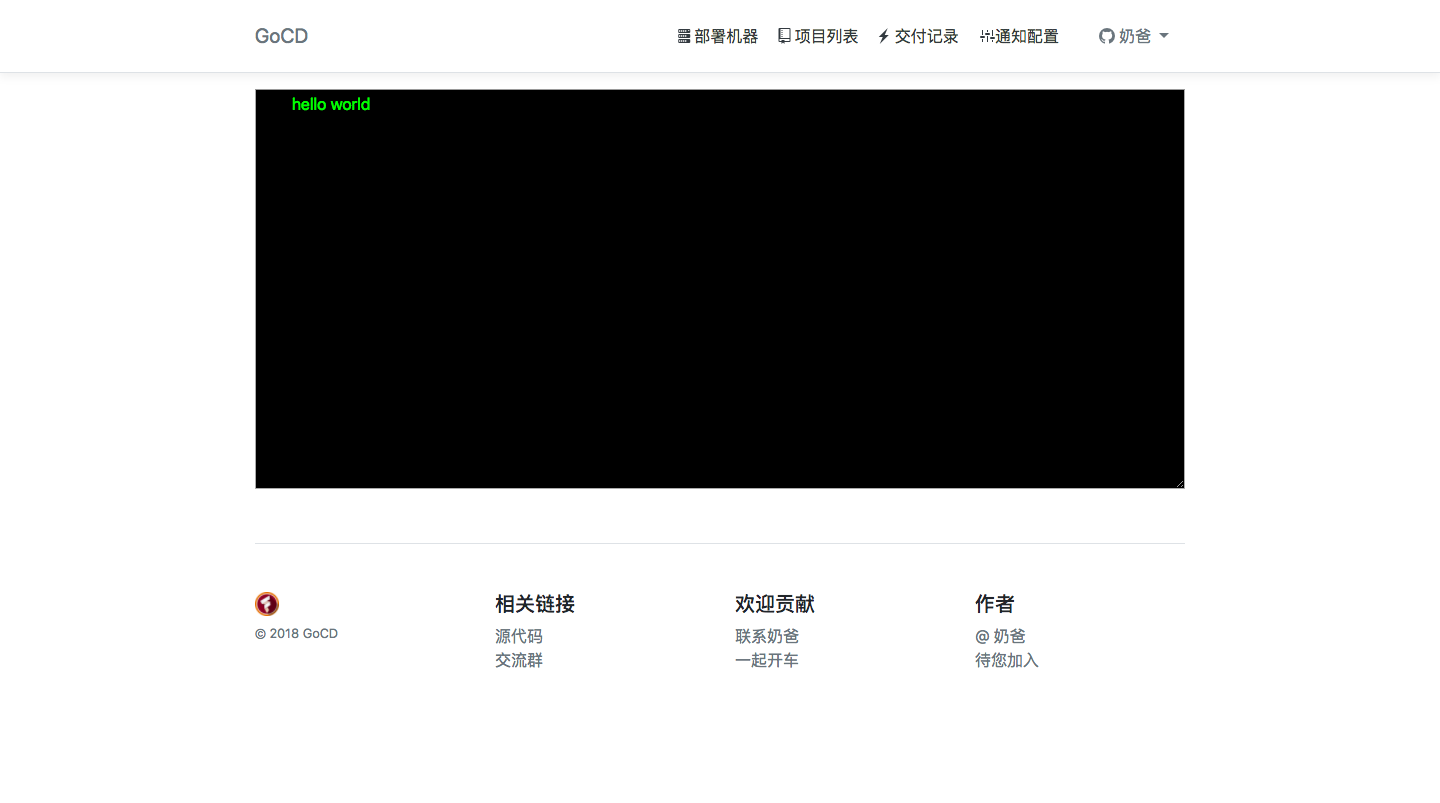 GoCD
部署机器 项目列表 交付记录 通知配置 奶爸
hello world
© 2018 GoCD
相关链接
源代码
交流群
欢迎贡献
联系奶爸
一起开车
作者
@ 奶爸
待您加入